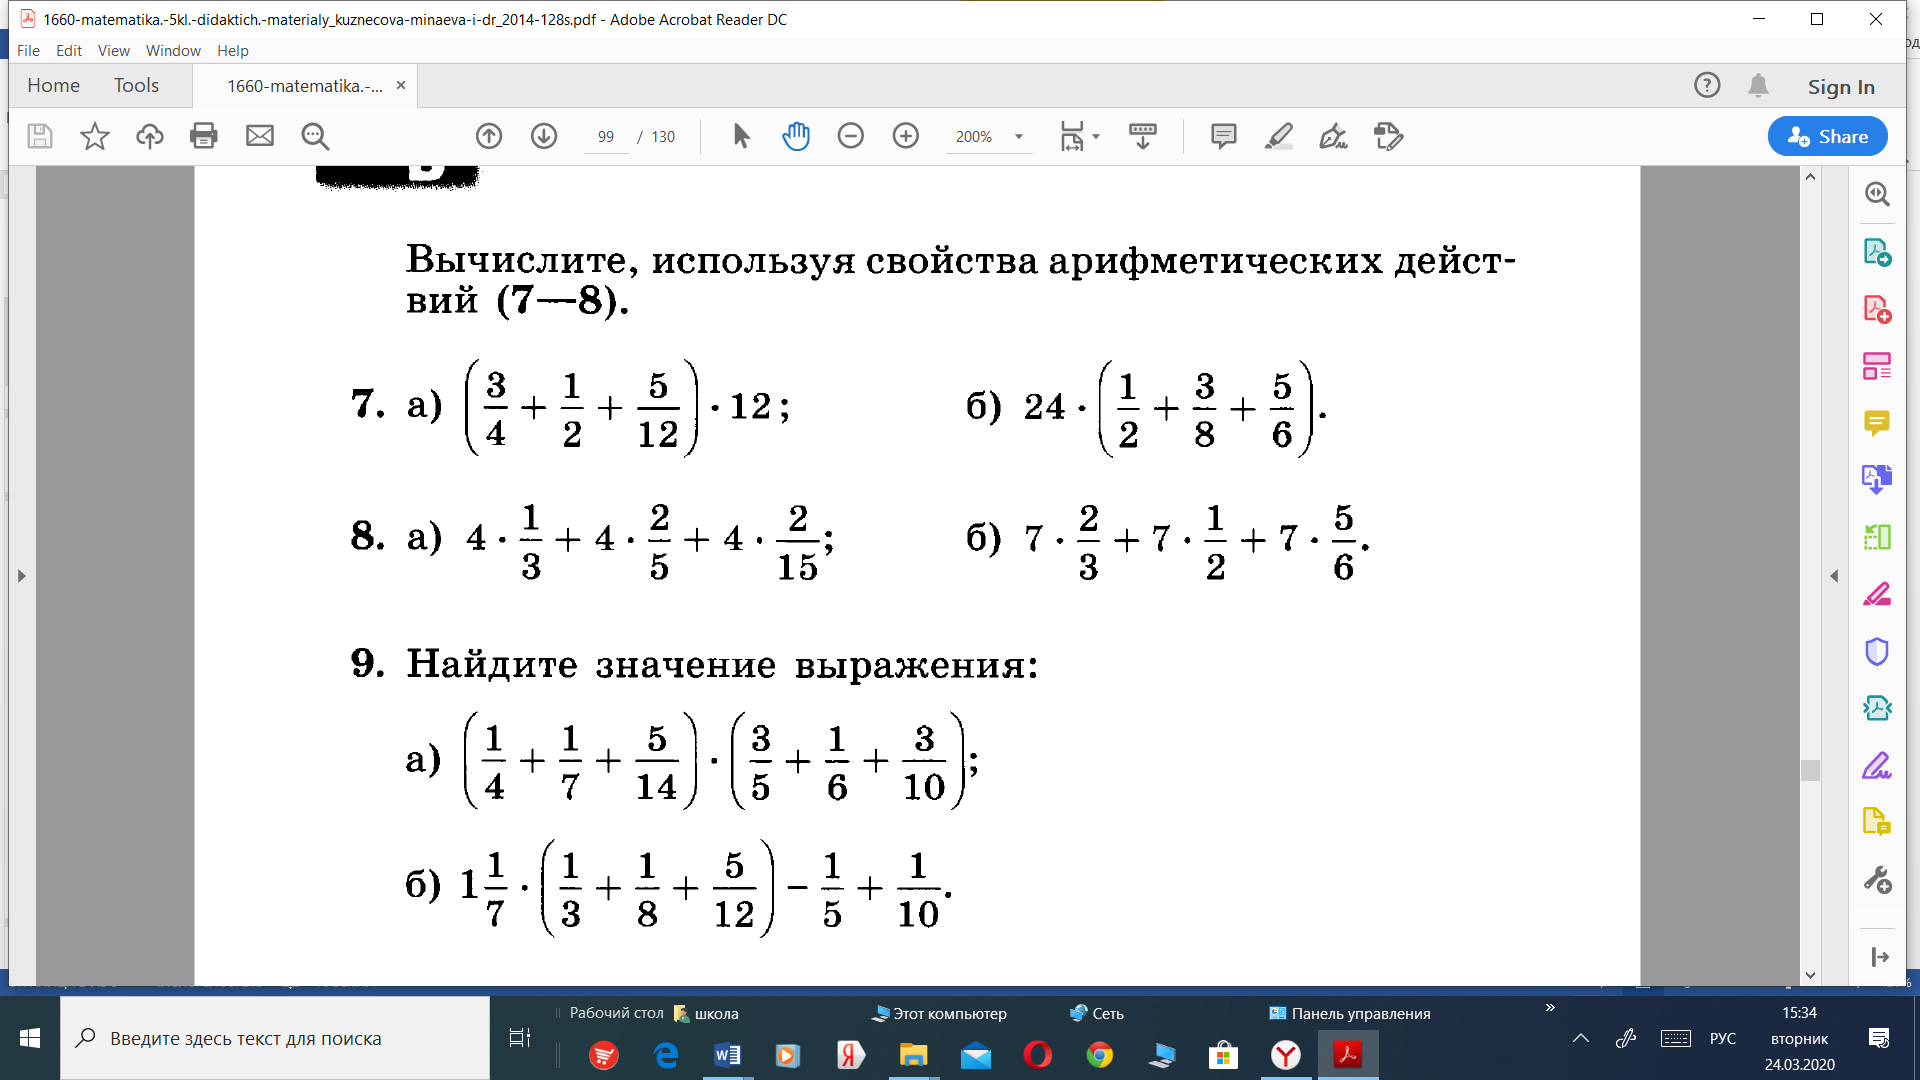 1660-matematika.-5kl.-didaktich.-materialy_kuznecova-minaeva-i-dr_2014-128s.pdf - Adobe Acrobat Reader DC
File Edit View Window Help
Home Tools 1660-matematika.-... × Sign In
99 / 130 200% Share
Вычислите, используя свойства арифметических дейст-
вий (7—8).
7. а) (3/4 + 1/2 + 5/12) · 12; б) 24 · (1/2 + 3/8 + 5/6).
8. а) 4 · 1/3 + 4 · 2/5 + 4 · 2/15; б) 7 · 2/3 + 7 · 1/2 + 7 · 5/6.
9. Найдите значение выражения:
а) (1/4 + 1/7 + 5/14) · (3/5 + 1/6 + 3/10);
б) 1 1/7 · (1/3 + 1/8 + 5/12) − 1/5 + 1/10.
Рабочий стол школа Этот компьютер Сеть Панель управления »
Введите здесь текст для поиска
РУС
15:34
вторник
24.03.2020